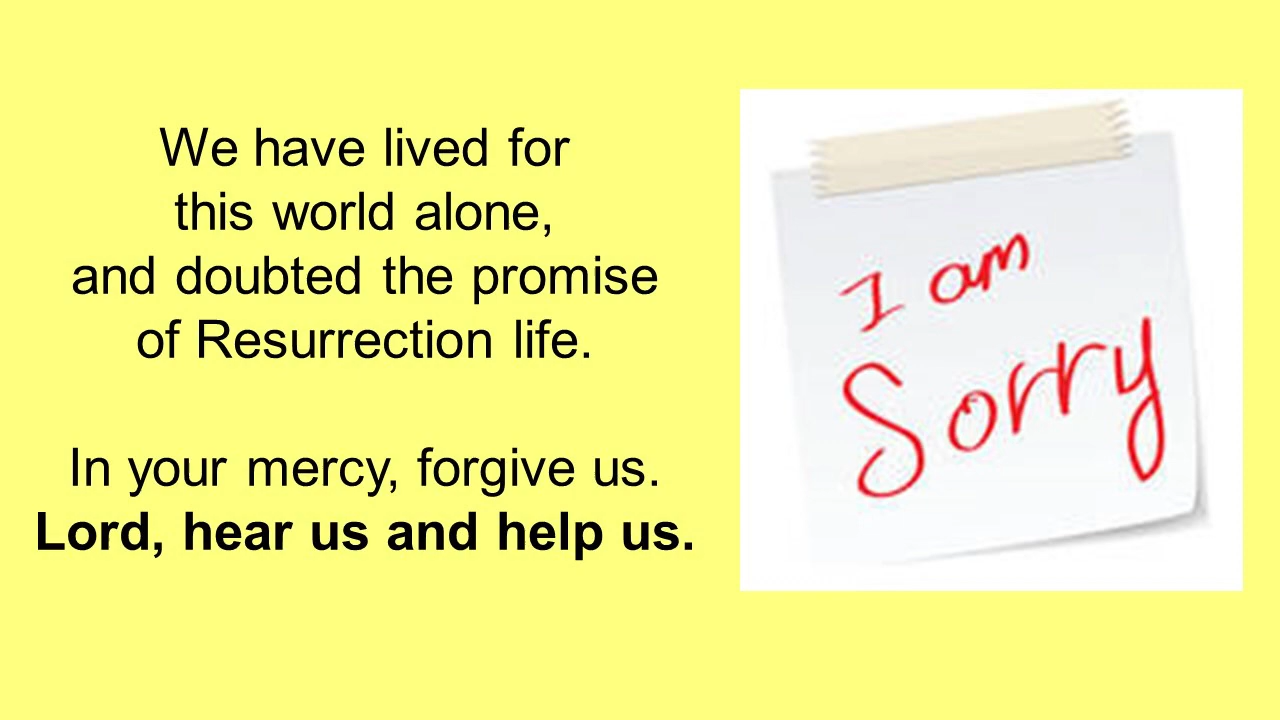 We have lived for
this world alone,
and doubted the promise
of Resurrection life.
In your mercy, forgive us.
Lord, hear us and help us.
I am
Sorry